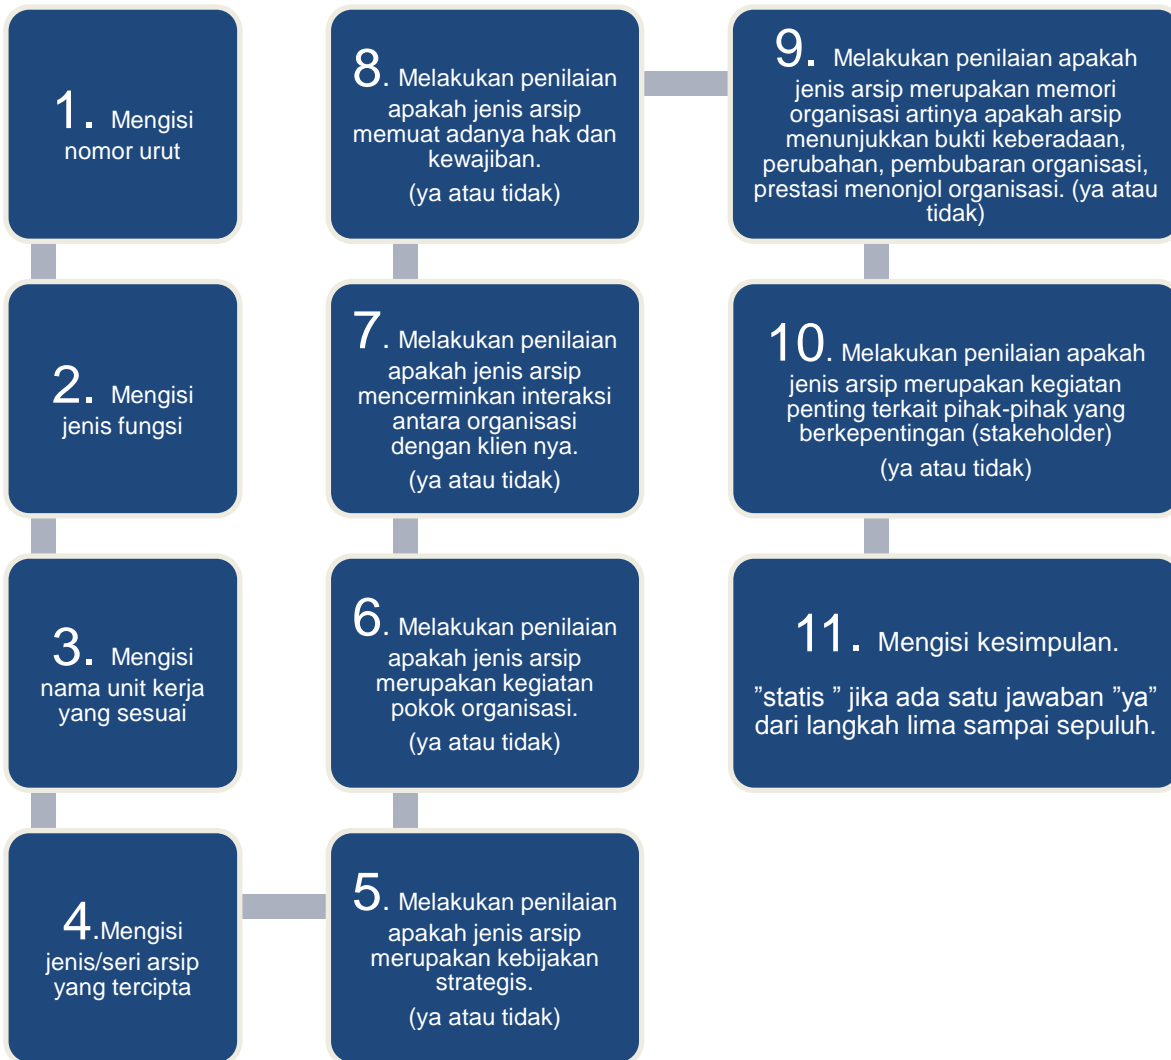 1. Mengisi
nomor urut
2. Mengisi
jenis fungsi
3. Mengisi
nama unit kerja
yang sesuai
4.Mengisi
jenis/seri arsip
yang tercipta
5. Melakukan penilaian
apakah jenis arsip
merupakan kebijakan
strategis.
(ya atau tidak)
6. Melakukan penilaian
apakah jenis arsip
merupakan kegiatan
pokok organisasi.
(ya atau tidak)
7. Melakukan penilaian
apakah jenis arsip
mencerminkan interaksi
antara organisasi
dengan klien nya.
(ya atau tidak)
8. Melakukan penilaian
apakah jenis arsip
memuat adanya hak dan
kewajiban.
(ya atau tidak)
9. Melakukan penilaian apakah
jenis arsip merupakan memori
organisasi artinya apakah arsip
menunjukkan bukti keberadaan,
perubahan, pembubaran organisasi,
prestasi menonjol organisasi. (ya atau
tidak)
10. Melakukan penilaian apakah
jenis arsip merupakan kegiatan
penting terkait pihak-pihak yang
berkepentingan (stakeholder)
(ya atau tidak)
11. Mengisi kesimpulan.
”statis ” jika ada satu jawaban ”ya”
dari langkah lima sampai sepuluh.